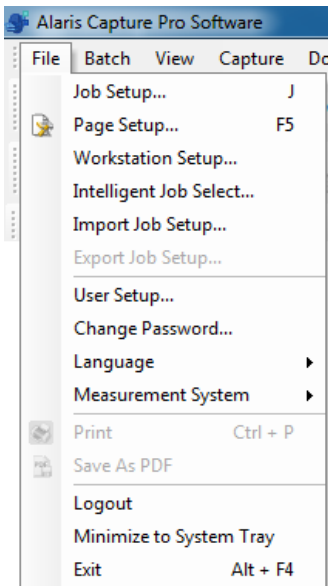 Alaris Capture Pro Software
File Batch View Capture Do
Job Setup... J
Page Setup... F5
Workstation Setup...
Intelligent Job Select...
Import Job Setup...
Export Job Setup...
User Setup...
Change Password...
Language
Measurement System
Print Ctrl + P
Save As PDF
Logout
Minimize to System Tray
Exit Alt + F4